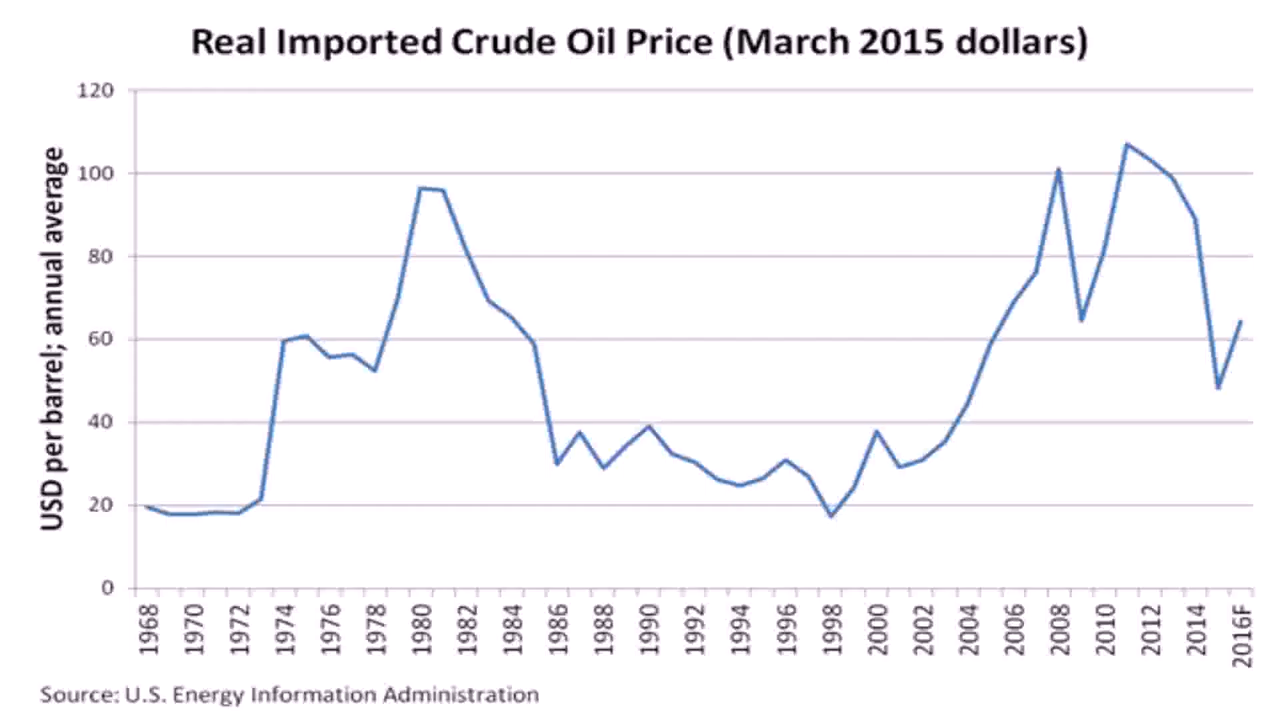 Real Imported Crude Oil Price (March 2015 dollars)
USD per barrel; annual average
120
100
80
60
40
20
0
1968 1970 1972 1974 1976 1978 1980 1982 1984 1986 1988 1990 1992 1994 1996 1998 2000 2002 2004 2006 2008 2010 2012 2014 2016F
Source: U.S. Energy Information Administration